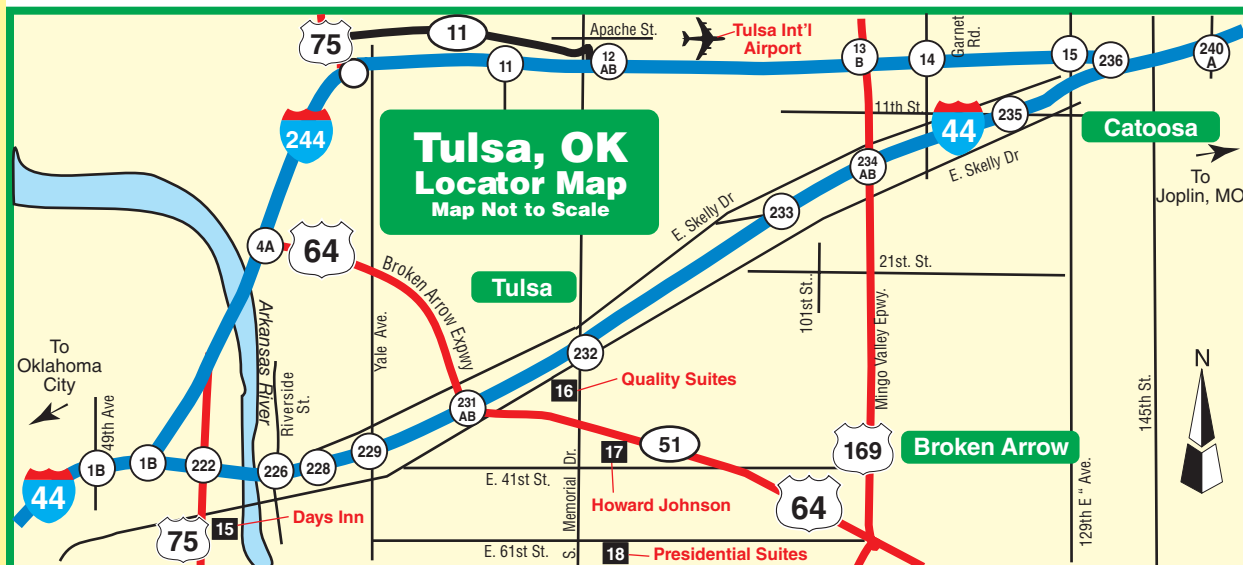 75
11
Apache St.
Tulsa Int'l
Airport
Garnet
Rd.
11
12
AB
13
B
14
15
236
240
A
244
Tulsa, OK
Locator Map
Map Not to Scale
11th St.
44
235
Catoosa
To
Joplin, MO
234
AB
E. Skelly Dr
E. Skelly Dr
233
4A
64
Broken Arrow Expwy
Tulsa
21st. St.
101st St..
Mingo Valley Epwy.
Arkansas River
Yale Ave.
To
Oklahoma
City
Riverside
St.
232
16
Quality Suites
N
145th St.
49th Ave
231
AB
51
169
Broken Arrow
1B
1B
222
226
228
229
17
E. 41st St.
Howard Johnson
44
64
S. Memorial Dr.
129th E " Ave.
75
15
Days Inn
E. 61st St.
18
Presidential Suites